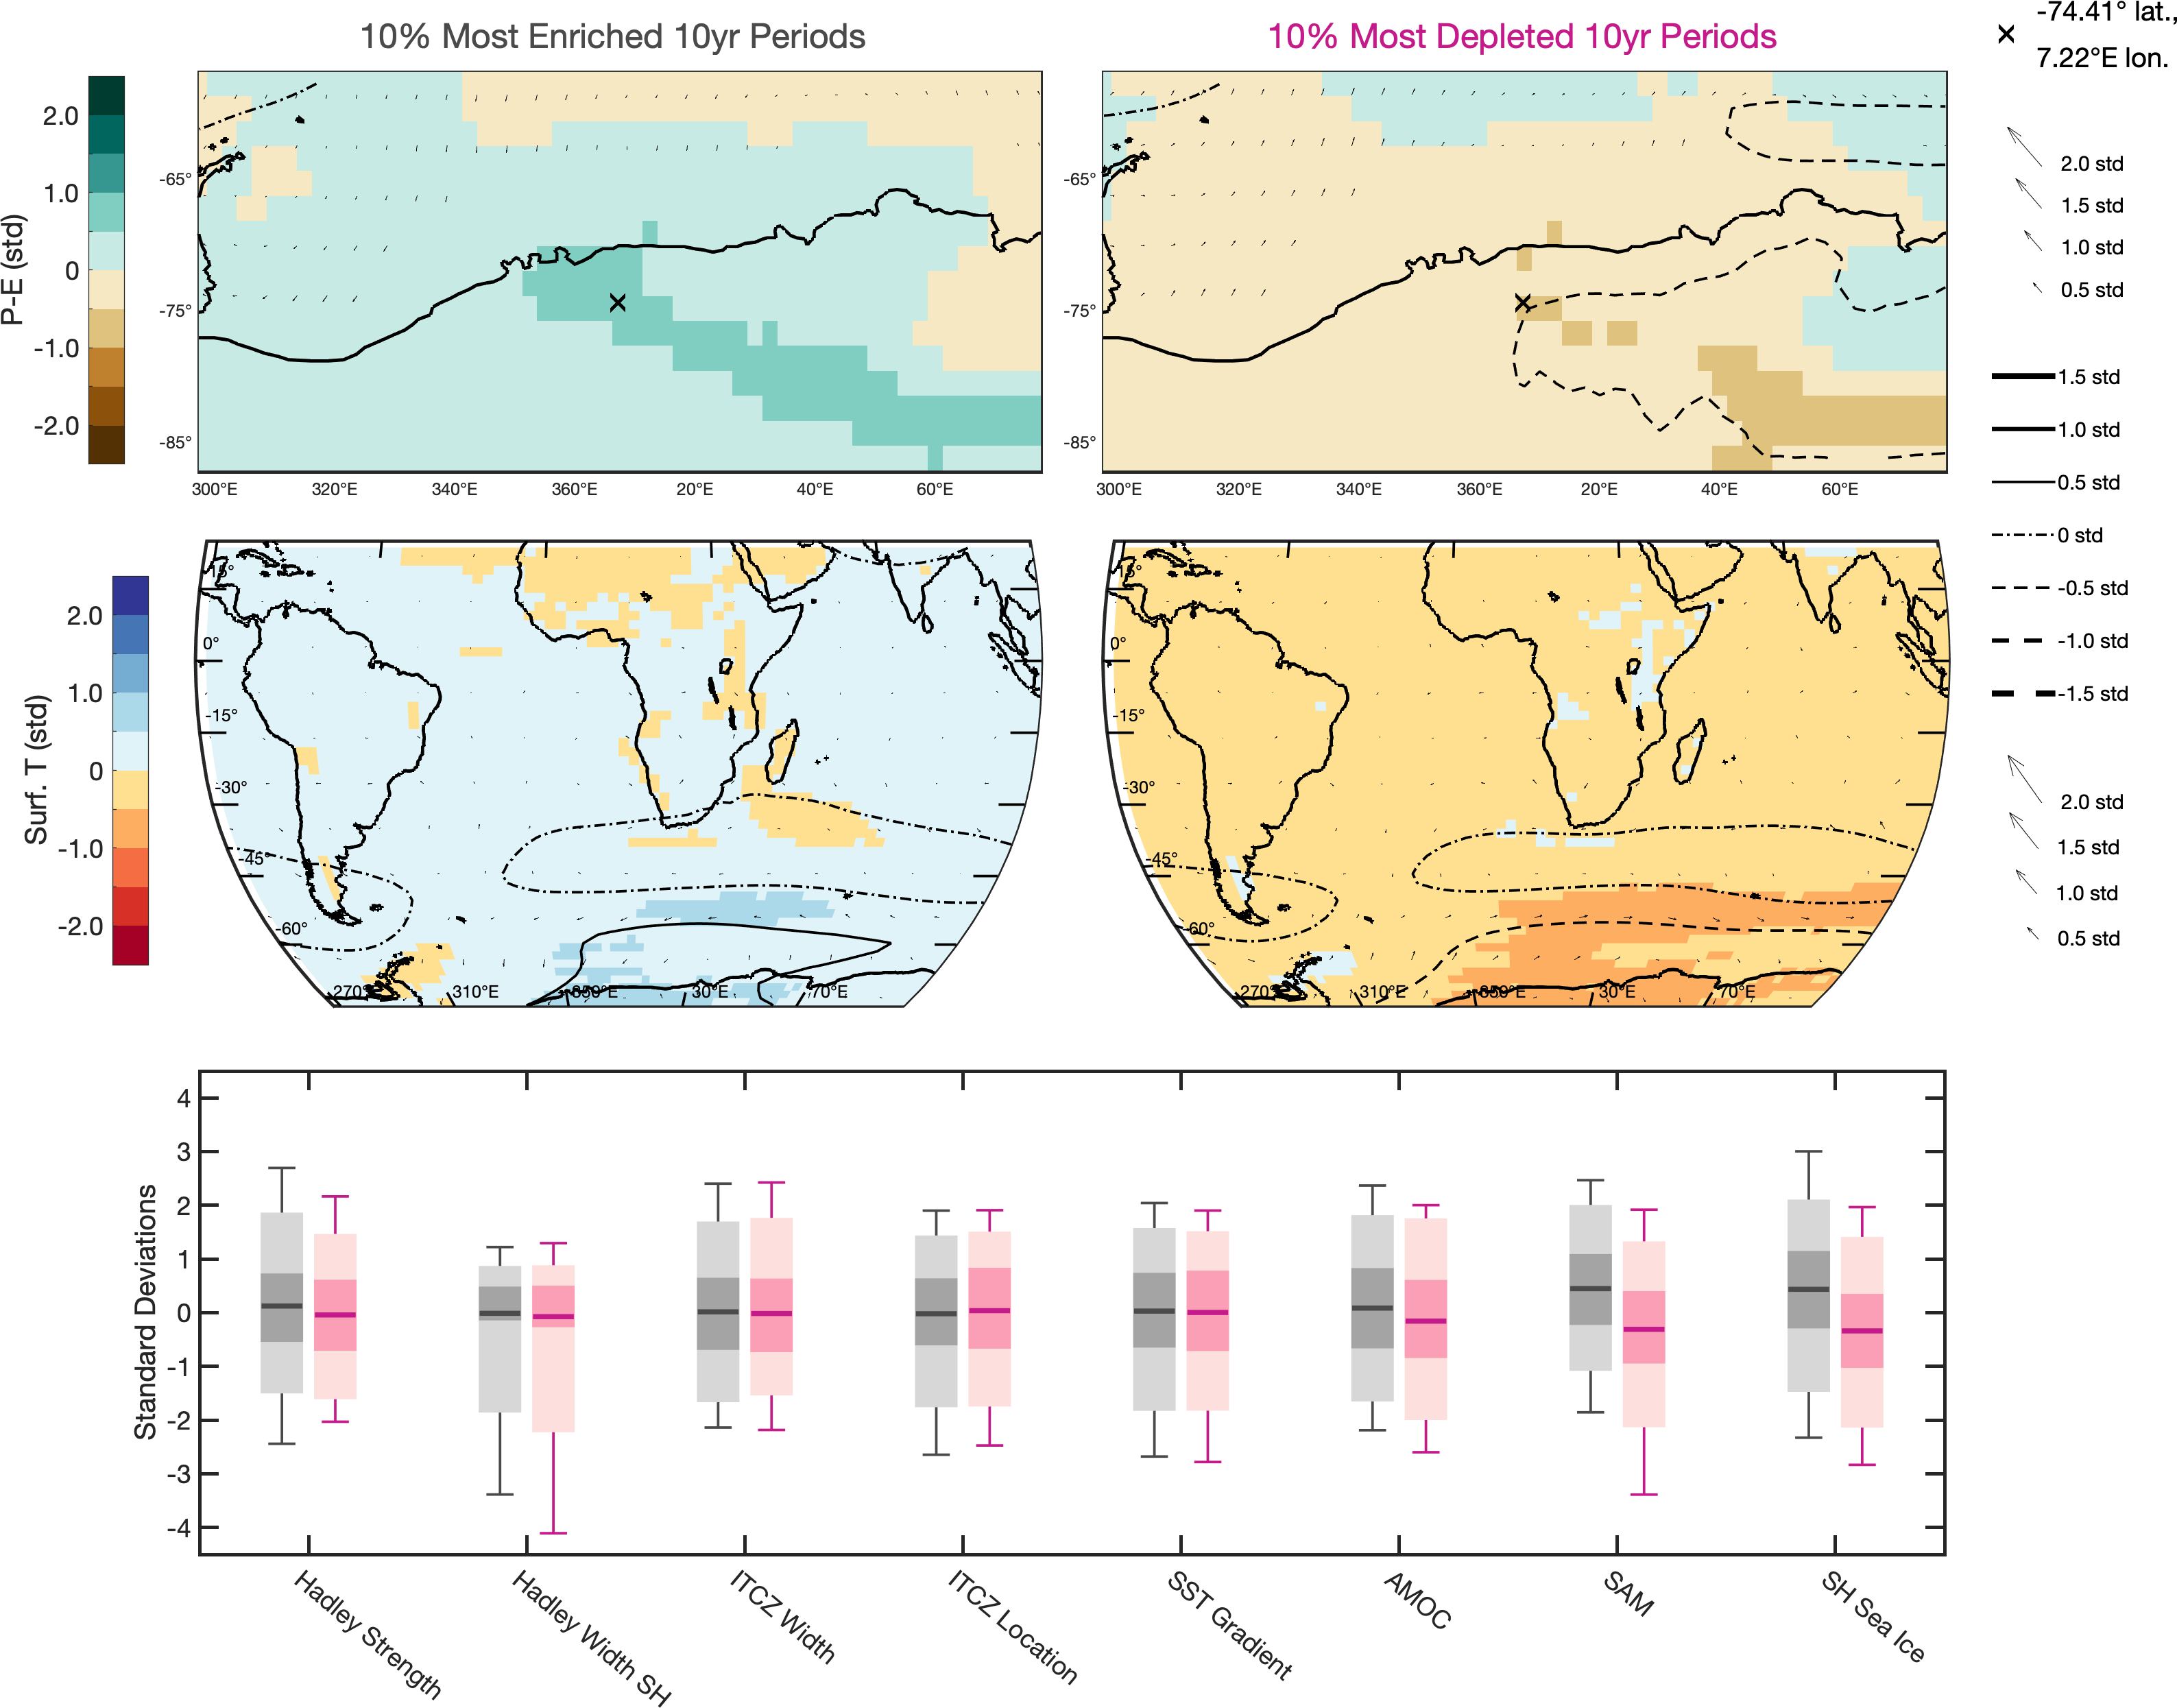 10% Most Enriched 10yr Periods
10% Most Depleted 10yr Periods
-74.41° lat.,
7.22°E lon.
P-E (std)
2.0
1.0
0
-1.0
-2.0
-65°
-75°
-85°
300°E 320°E 340°E 360°E 20°E 40°E 60°E
-65°
-75°
-85°
300°E 320°E 340°E 360°E 20°E 40°E 60°E
2.0 std
1.5 std
1.0 std
0.5 std
1.5 std
1.0 std
0.5 std
0 std
-0.5 std
-1.0 std
-1.5 std
2.0 std
1.5 std
1.0 std
0.5 std
Surf. T (std)
2.0
1.0
0
-1.0
-2.0
15°
0°
-15°
-30°
-45°
-60°
270° 310°E 350°E 30°E 70°E
15°
0°
-15°
-30°
-45°
-60°
270° 310°E 350°E 30°E 70°E
Standard Deviations
4
3
2
1
0
-1
-2
-3
-4
Hadley Strength
Hadley Width SH
ITCZ Width
ITCZ Location
SST Gradient
AMOC
SAM
SH Sea Ice